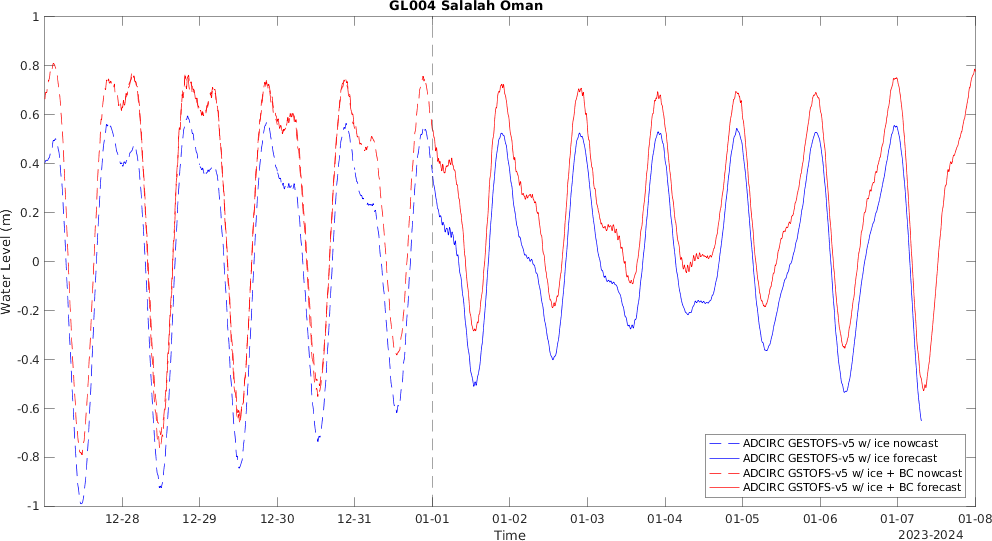 GL004 Salalah Oman
1
0.8
0.6
0.4
0.2
0
-0.2
-0.4
-0.6
-0.8
-1
Water Level (m)
ADCIRC GESTOFS-v5 w/ ice nowcast
ADCIRC GESTOFS-v5 w/ ice forecast
ADCIRC GSTOFS-v5 w/ ice + BC nowcast
ADCIRC GSTOFS-v5 w/ ice + BC forecast
12-28 12-29 12-30 12-31 01-01 01-02 01-03 01-04 01-05 01-06 01-07 01-08
Time
2023-2024